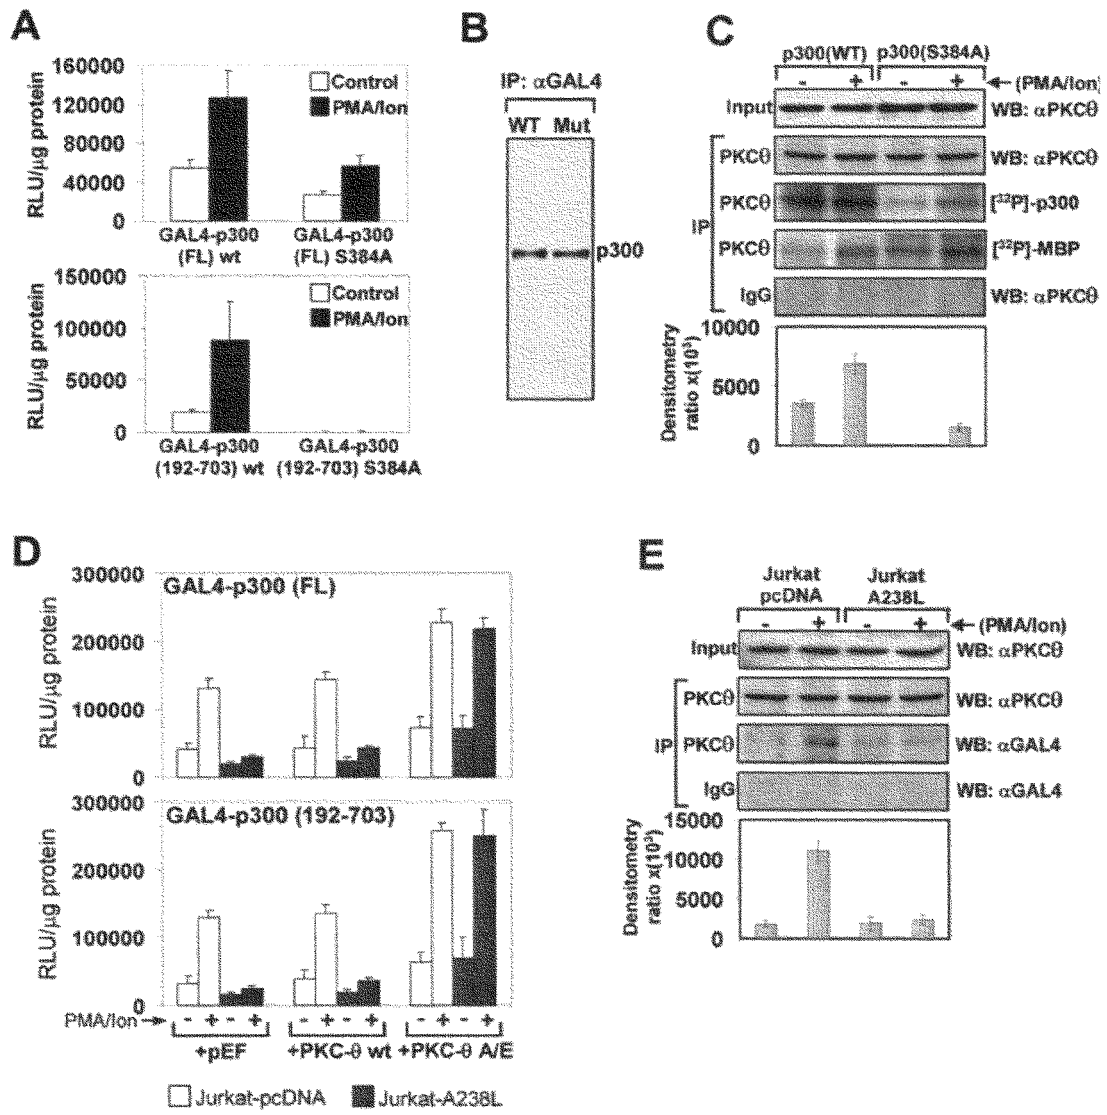 A
160000
120000
80000
40000
0
RLU/µg protein
Control
PMA/Ion
GAL4-p300
(FL) wt
GAL4-p300
(FL) S384A
150000
100000
50000
0
RLU/µg protein
Control
PMA/Ion
GAL4-p300
(192-703) wt
GAL4-p300
(192-703) S384A
B
IP: αGAL4
WT Mut
p300
C
p300(WT) p300(S384A)
- + - + ← (PMA/Ion)
Input
WB: αPKCθ
IP
PKCθ
WB: αPKCθ
PKCθ
[³²P]-p300
PKCθ
[³²P]-MBP
IgG
WB: αPKCθ
Densitometry
ratio x(10³)
10000
5000
0
D
GAL4-p300 (FL)
300000
200000
100000
0
RLU/µg protein
GAL4-p300 (192-703)
300000
200000
100000
0
RLU/µg protein
PMA/Ion → - + - + - + - + - + - +
+pEF +PKC-θ wt +PKC-θ A/E
Jurkat-pcDNA Jurkat-A238L
E
Jurkat
pcDNA
Jurkat
A238L
- + - + ← (PMA/Ion)
Input
WB: αPKCθ
IP
PKCθ
WB: αPKCθ
PKCθ
WB: αGAL4
IgG
WB: αGAL4
Densitometry
ratio x(10³)
15000
10000
5000
0